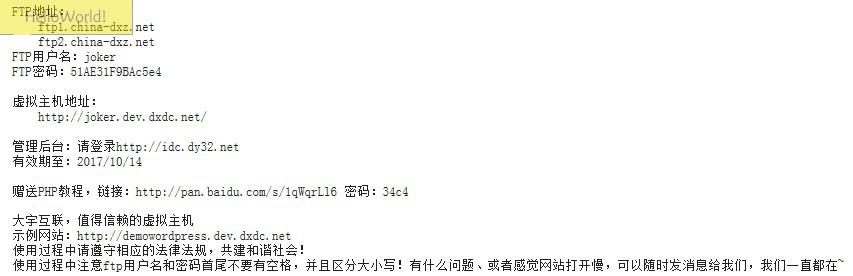 HelloWorld!
FTP地址:
ftp1.china-dxz.net
ftp2.china-dxz.net
FTP用户名: joker
FTP密码: 51AE31F9BAc5e4
虚拟主机地址:
http://joker.dev.dxdc.net/
管理后台: 请登录http://idc.dy32.net
有效期至: 2017/10/14
赠送PHP教程, 链接: http://pan.baidu.com/s/1qWqrL16 密码: 34c4
大宇互联, 值得信赖的虚拟主机
示例网站: http://demowordpress.dev.dxdc.net
使用过程中请遵守相应的法律法规, 共建和谐社会!
使用过程中注意ftp用户名和密码首尾不要有空格, 并且区分大小写! 有什么问题、或者感觉网站打开慢, 可以随时发消息给我们, 我们一直都在~